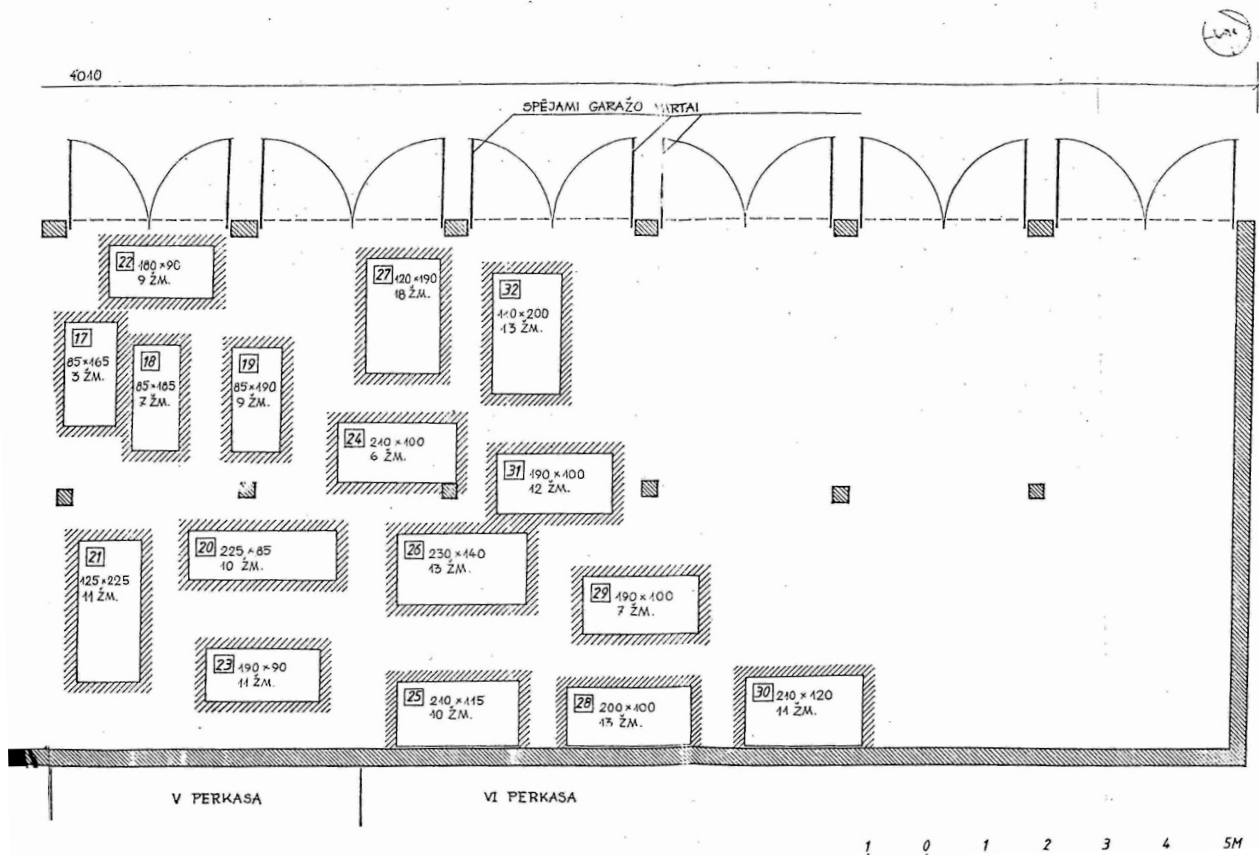 4010
SPĖJAMI GARAŽO VARTAI
22 180×90
9 ŽM.
27 120×190
18 ŽM.
32
110×200
13 ŽM.
17
85×165
3 ŽM.
18
85×185
7 ŽM.
19
85×190
9 ŽM.
24 210×100
6 ŽM.
31 190×100
12 ŽM.
21
125×225
11 ŽM.
20 225×85
10 ŽM.
26 230×140
13 ŽM.
29 190×100
7 ŽM.
23 190×90
11 ŽM.
25 210×115
10 ŽM.
28 200×100
13 ŽM.
30 210×120
11 ŽM.
V PERKASA
VI PERKASA
1 0 1 2 3 4 5M